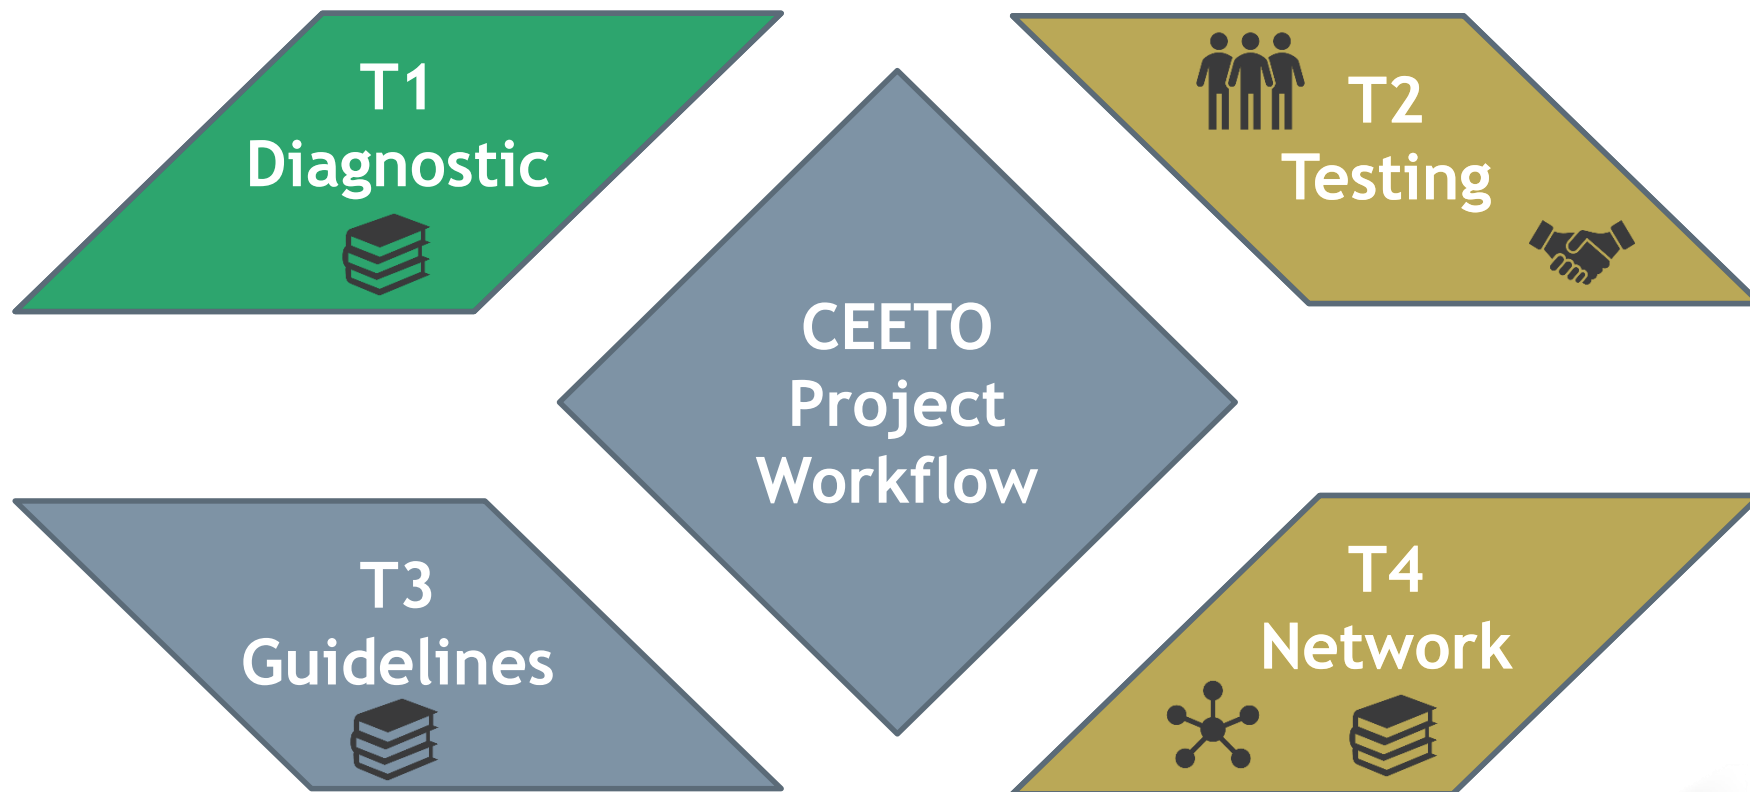 T1
Diagnostic
T2
Testing
CEETO
Project
Workflow
T3
Guidelines
T4
Network